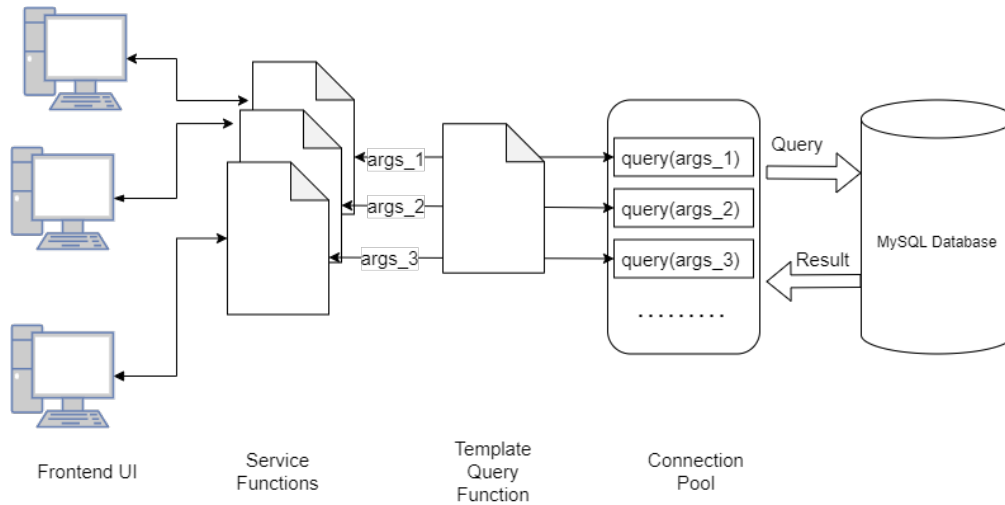 args_1
args_2
args_3
query(args_1)
query(args_2)
query(args_3)
.........
Query
Result
MySQL Database
Frontend UI
Service
Functions
Template
Query
Function
Connection
Pool